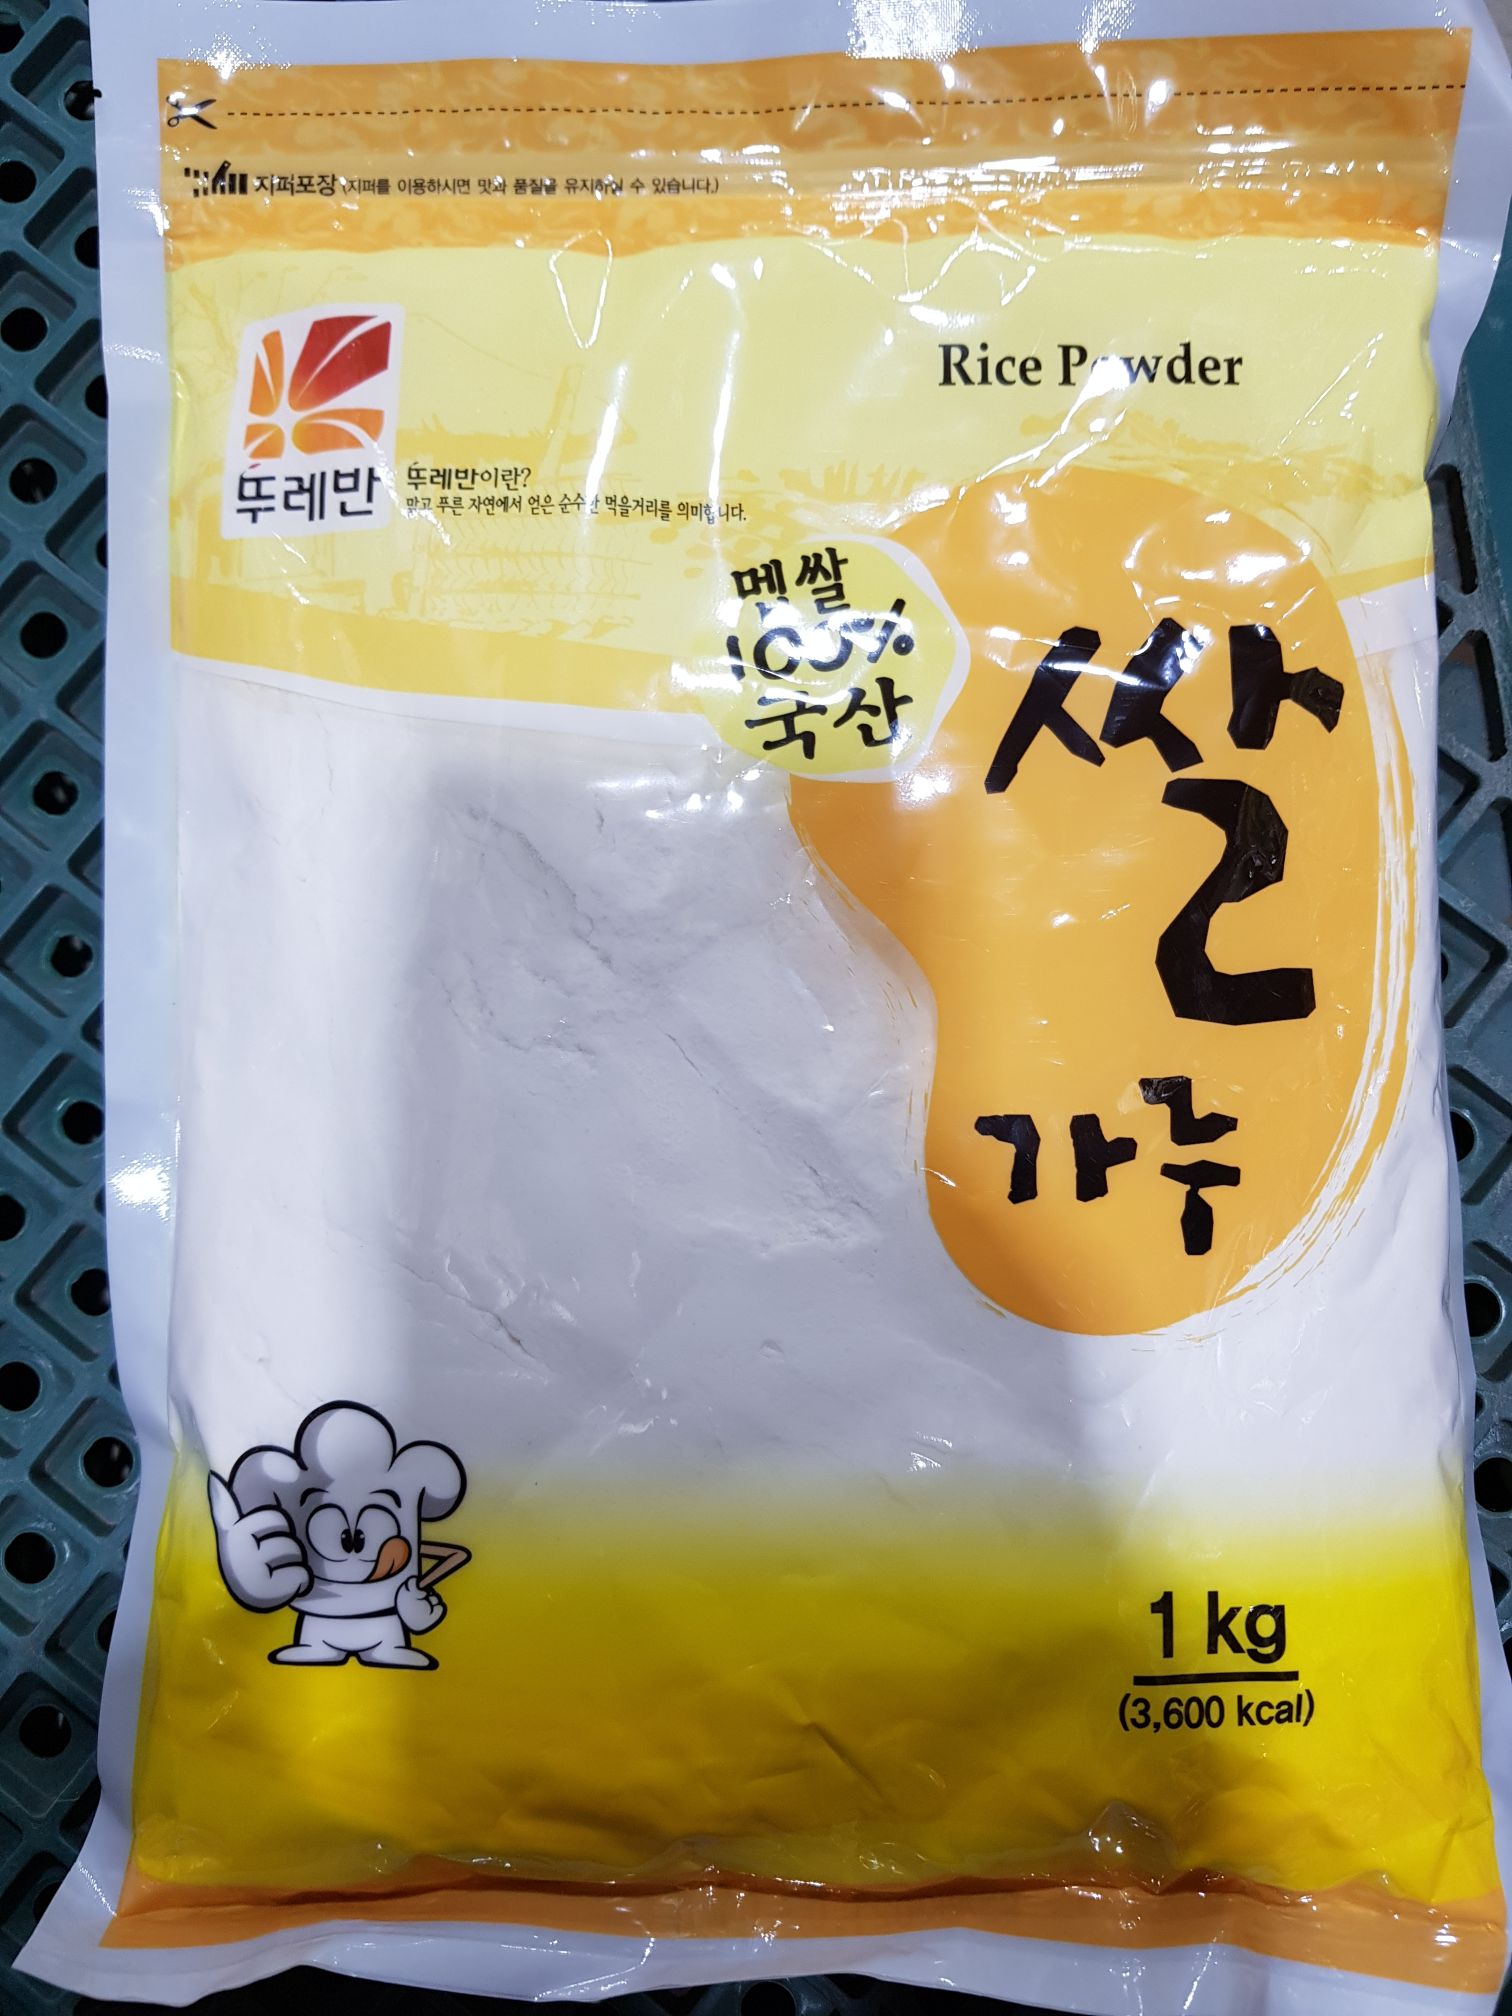 지퍼포장 (지퍼를 이용하시면 맛과 품질을 유지하실 수 있습니다.)
Rice Powder
뚜레반
뚜레반이란?
맑고 푸른 자연에서 얻은 순수한 먹을거리를 의미합니다.
멥쌀
100%
국산
쌀
가루
1 kg
(3,600 kcal)